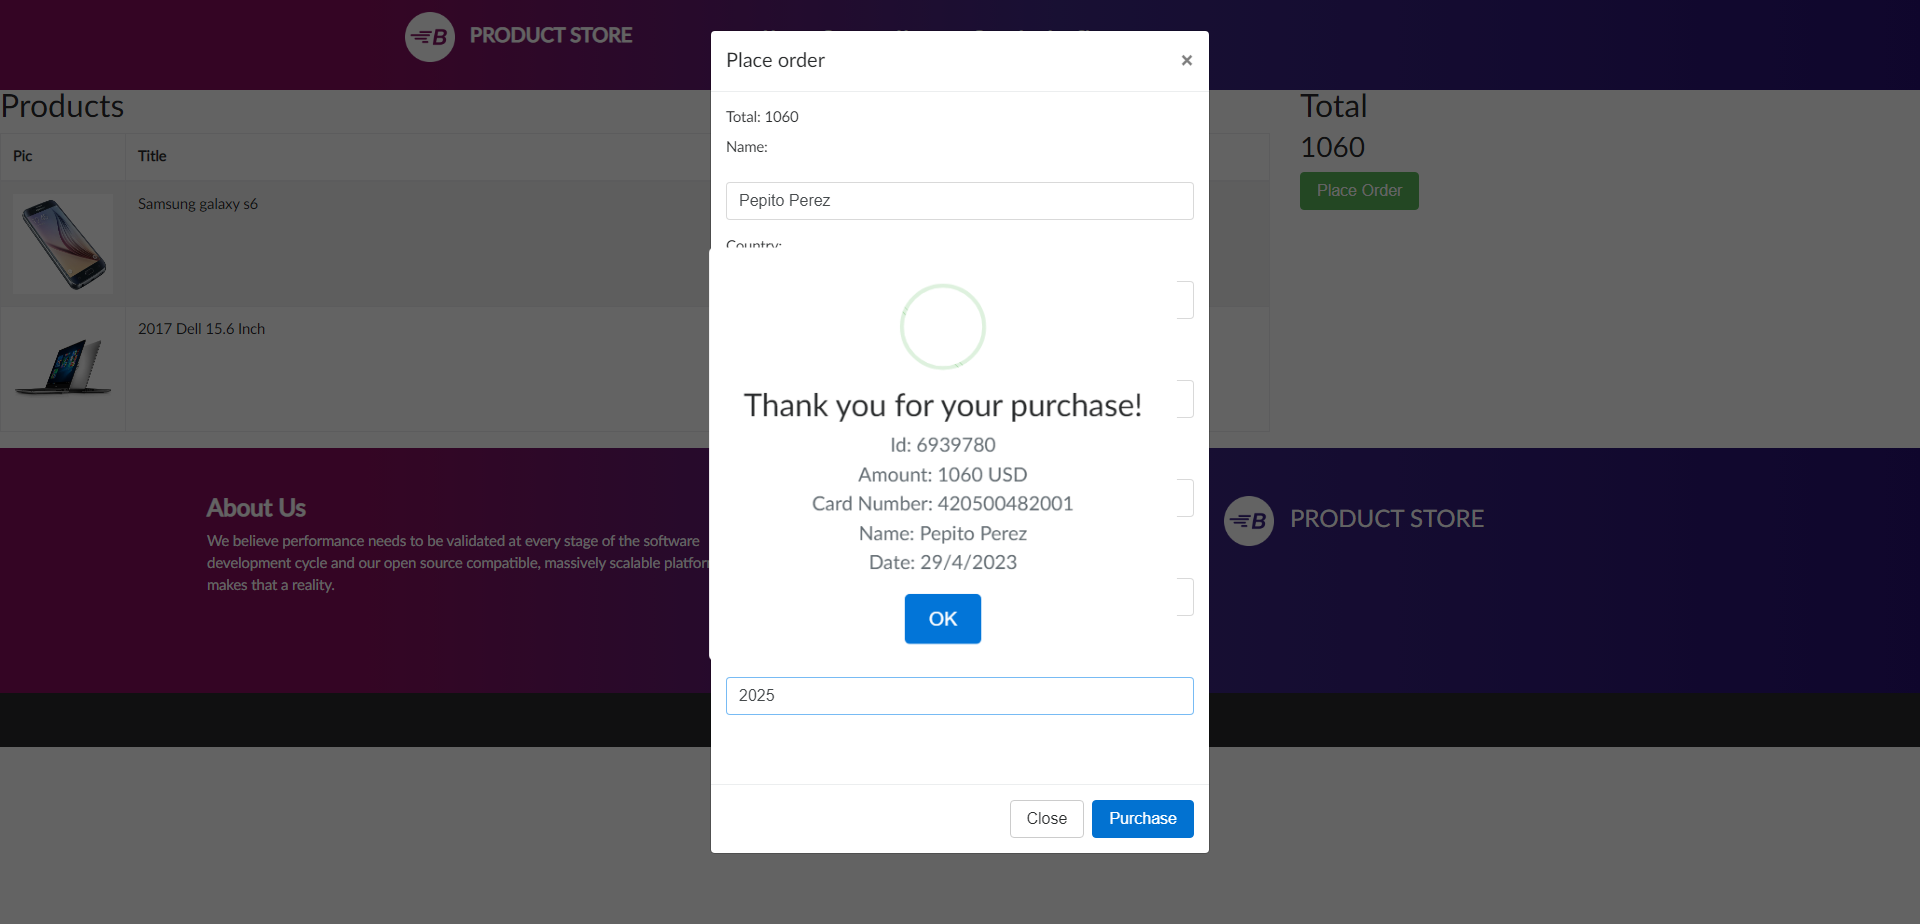 B PRODUCT STORE
Place order
×
Total: 1060
Name:
Pepito Perez
Country:
Products
Pic
Title
Samsung galaxy s6
2017 Dell 15.6 Inch
Total
1060
Place Order
Thank you for your purchase!
Id: 6939780
Amount: 1060 USD
Card Number: 420500482001
Name: Pepito Perez
Date: 29/4/2023
OK
2025
Close
Purchase
About Us
We believe performance needs to be validated at every stage of the software
development cycle and our open source compatible, massively scalable platfor
makes that a reality.
B PRODUCT STORE